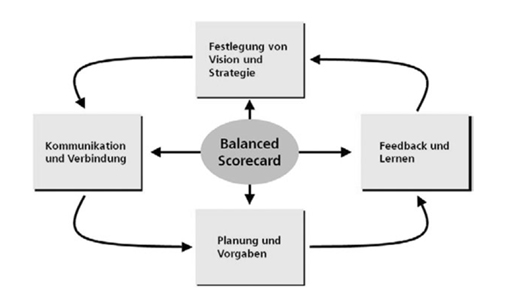 Festlegung von
Vision und
Strategie
Kommunikation
und Verbindung
Balanced
Scorecard
Feedback und
Lernen
Planung und
Vorgaben